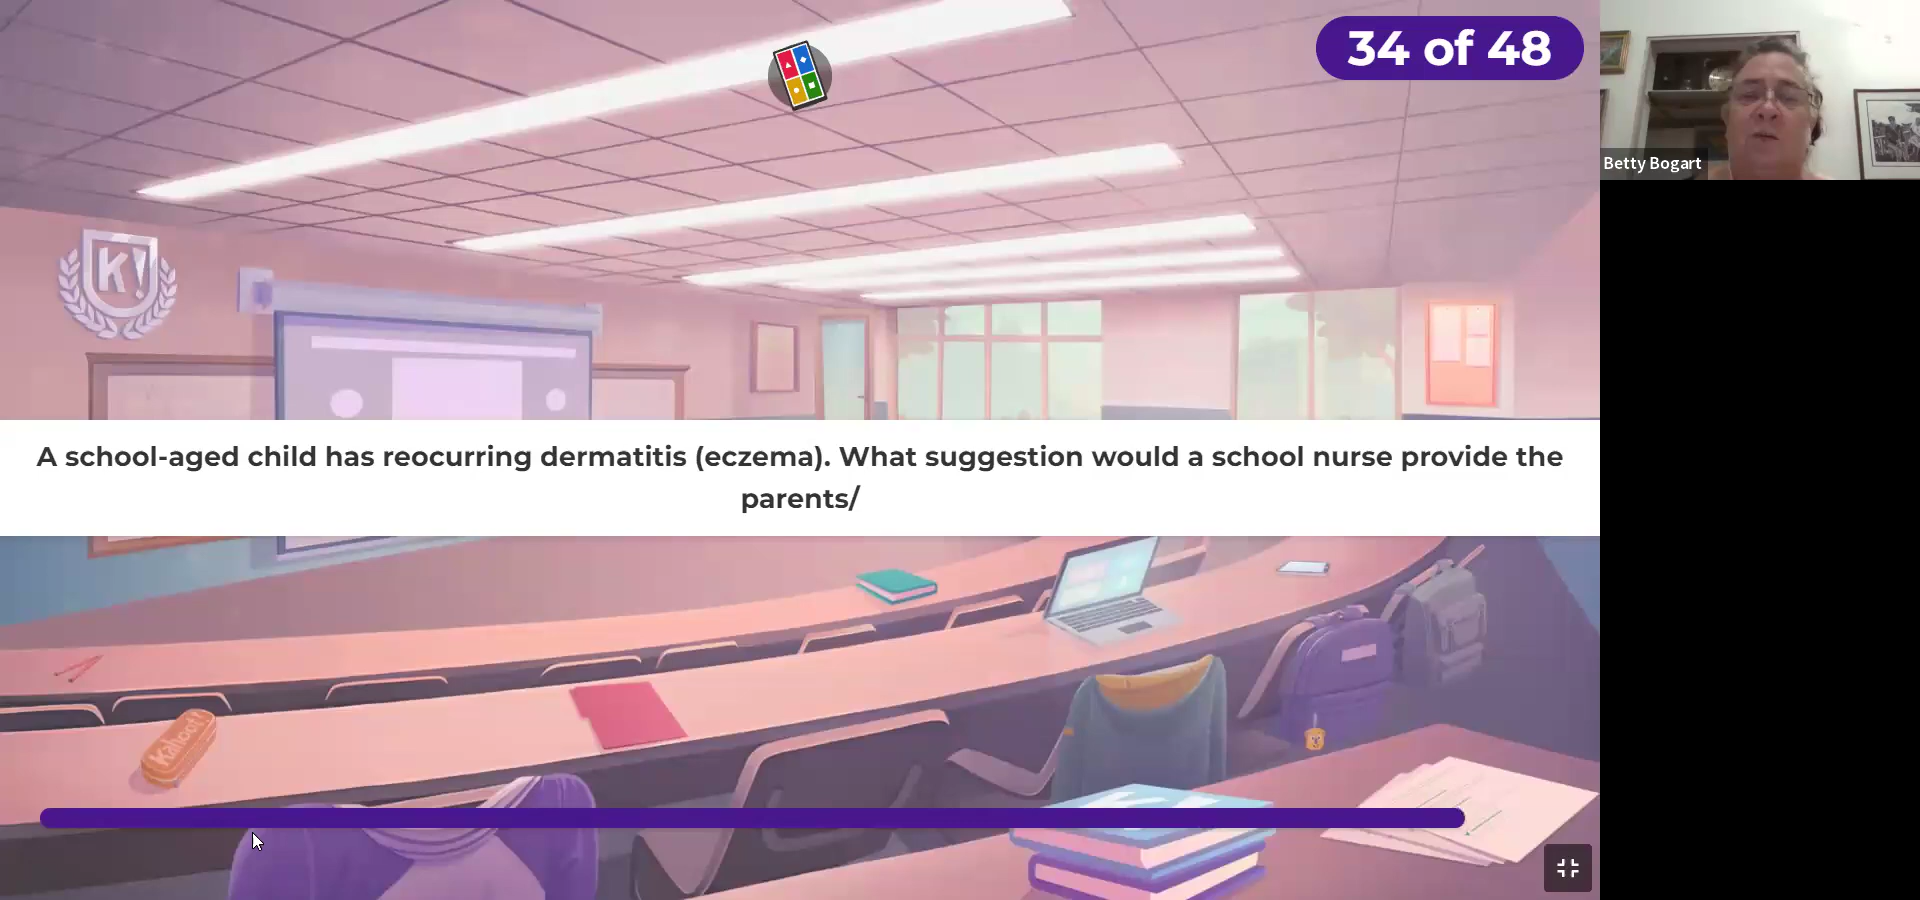 34 of 48
Betty Bogart
K!
A school-aged child has reocurring dermatitis (eczema). What suggestion would a school nurse provide the
parents/
Kahoot!